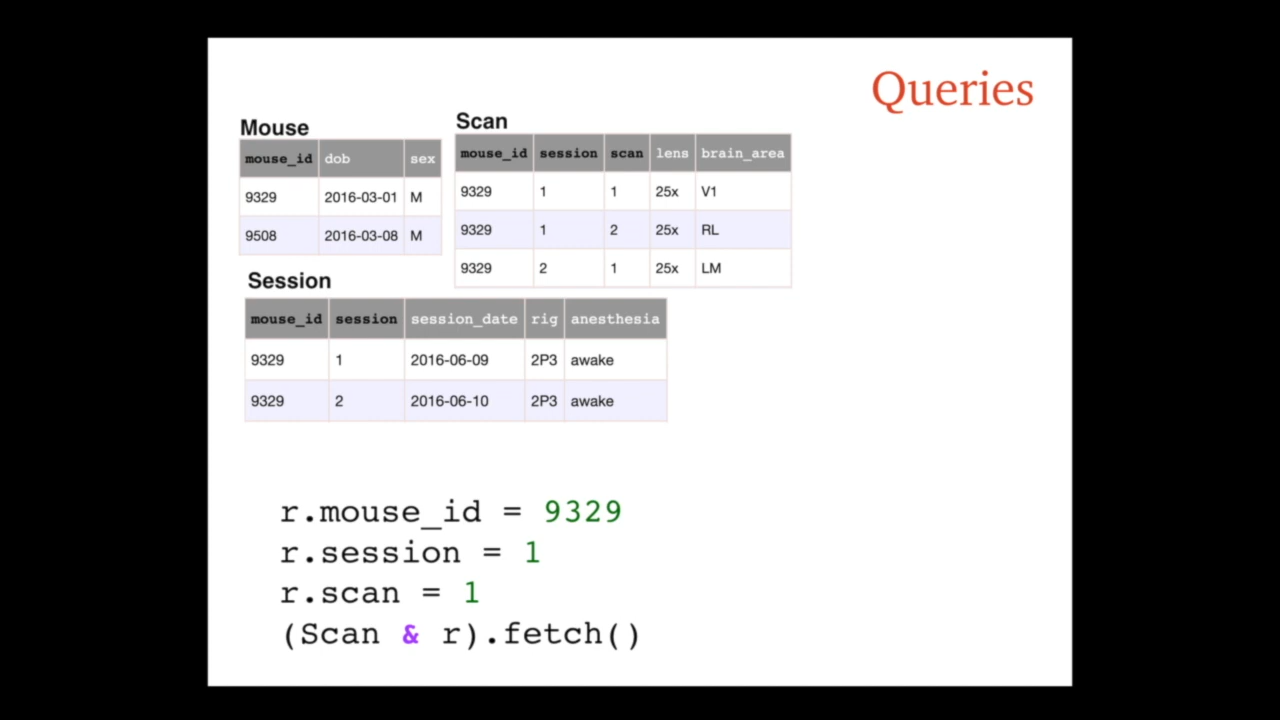 Queries
Mouse
mouse_id dob sex
9329 2016-03-01 M
9508 2016-03-08 M
Scan
mouse_id session scan lens brain_area
9329 1 1 25x V1
9329 1 2 25x RL
9329 2 1 25x LM
Session
mouse_id session session_date rig anesthesia
9329 1 2016-06-09 2P3 awake
9329 2 2016-06-10 2P3 awake
r.mouse_id = 9329
r.session = 1
r.scan = 1
(Scan & r).fetch()